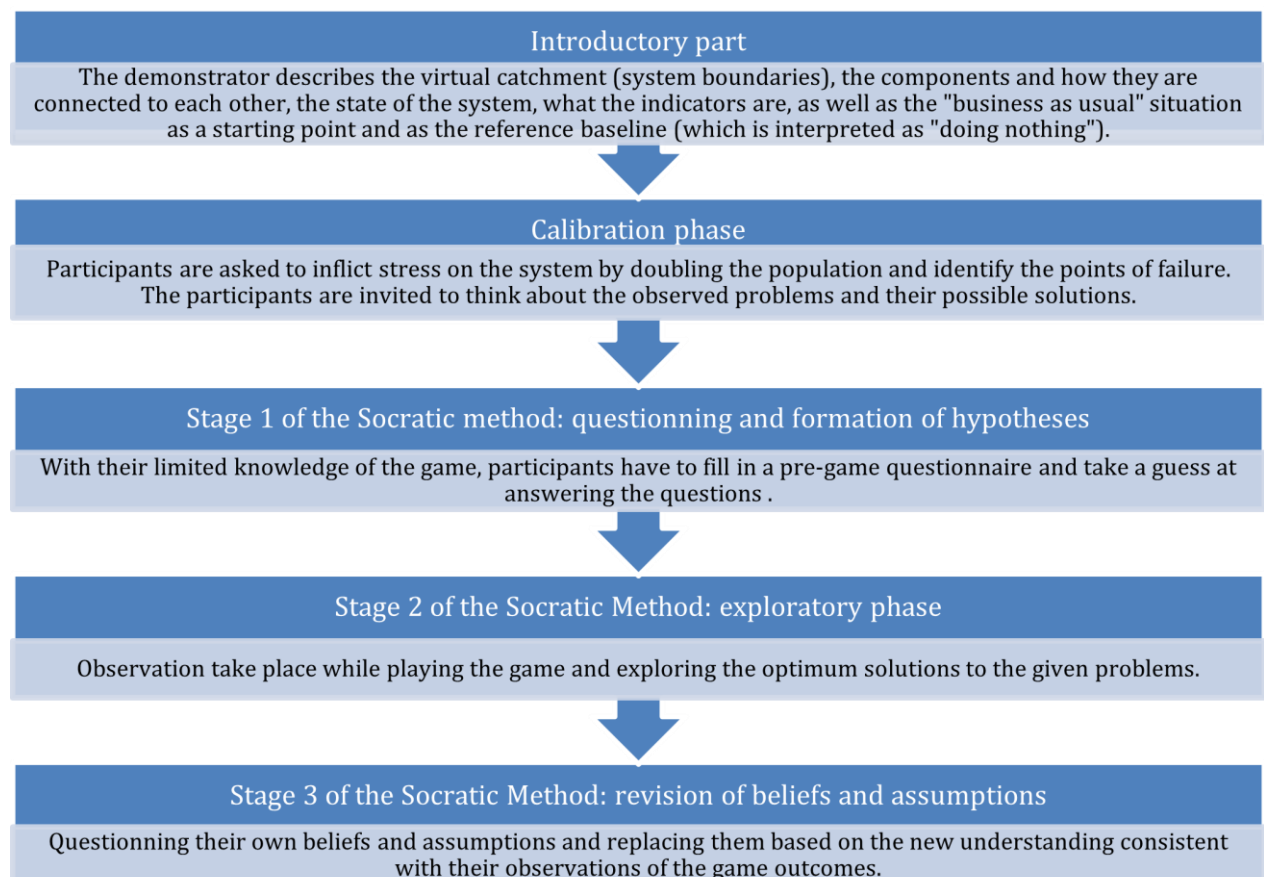 Introductory part
The demonstrator describes the virtual catchment (system boundaries), the components and how they are
connected to each other, the state of the system, what the indicators are, as well as the "business as usual" situation
as a starting point and as the reference baseline (which is interpreted as "doing nothing").
Calibration phase
Participants are asked to inflict stress on the system by doubling the population and identify the points of failure.
The participants are invited to think about the observed problems and their possible solutions.
Stage 1 of the Socratic method: questionning and formation of hypotheses
With their limited knowledge of the game, participants have to fill in a pre-game questionnaire and take a guess at
answering the questions .
Stage 2 of the Socratic Method: exploratory phase
Observation take place while playing the game and exploring the optimum solutions to the given problems.
Stage 3 of the Socratic Method: revision of beliefs and assumptions
Questionning their own beliefs and assumptions and replacing them based on the new understanding consistent
with their observations of the game outcomes.